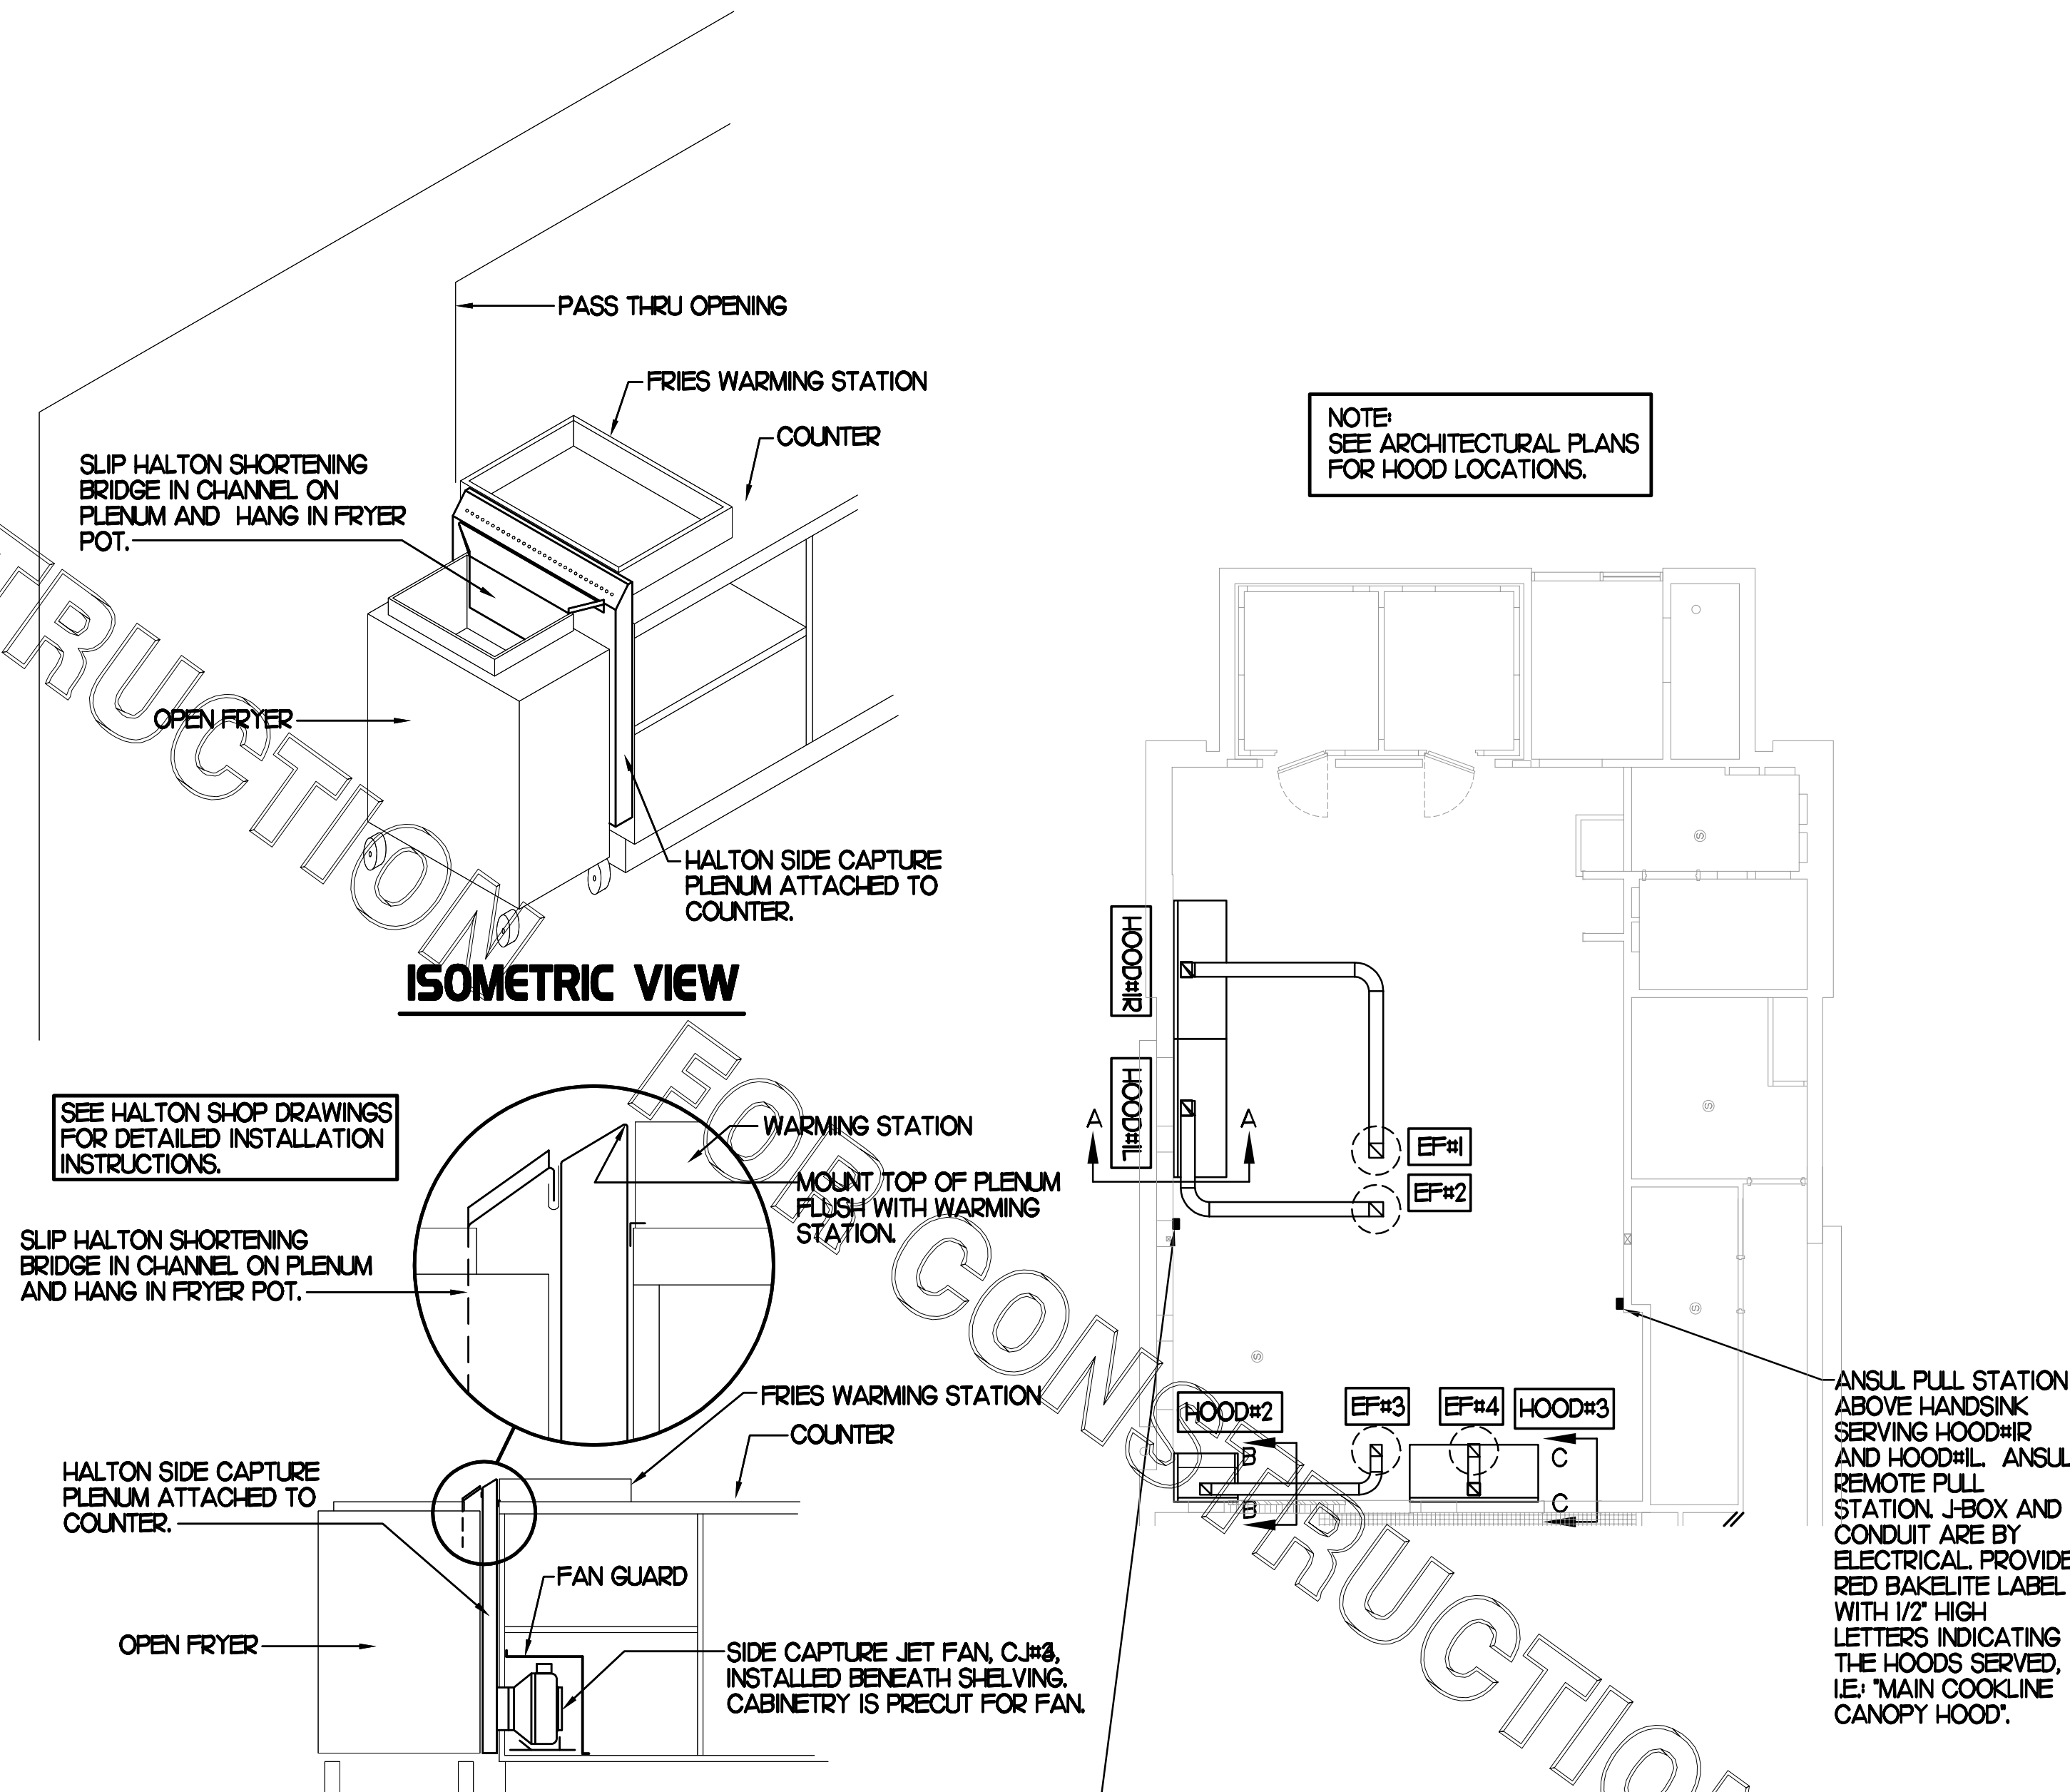 PASS THRU OPENING
FRIES WARMING STATION
COUNTER
SLIP HALTON SHORTENING
BRIDGE IN CHANNEL ON
PLENUM AND HANG IN FRYER
POT.
OPEN FRYER
HALTON SIDE CAPTURE
PLENUM ATTACHED TO
COUNTER.
ISOMETRIC VIEW
TRUCTION
NOTE:
SEE ARCHITECTURAL PLANS
FOR HOOD LOCATIONS.
SEE HALTON SHOP DRAWINGS
FOR DETAILED INSTALLATION
INSTRUCTIONS.
WARMING STATION
MOUNT TOP OF PLENUM
FLUSH WITH WARMING
STATION.
SLIP HALTON SHORTENING
BRIDGE IN CHANNEL ON PLENUM
AND HANG IN FRYER POT.
FRIES WARMING STATION
COUNTER
HALTON SIDE CAPTURE
PLENUM ATTACHED TO
COUNTER.
FAN GUARD
OPEN FRYER
SIDE CAPTURE JET FAN,
INSTALLED BENEATH SHELVING.
CABINETRY IS PRECUT FOR FAN.
FOR CONSTRUCTION
HOOD#1R
HOOD#1L
A
A
EF#1
EF#2
S
S
S
S
HOOD#2
EF#3
EF#4
HOOD#3
B
B
C
C
ANSUL PULL STATION
ABOVE HANDSINK
SERVING HOOD#1R
AND HOOD#1L. ANSUL
REMOTE PULL
STATION. J-BOX AND
CONDUIT ARE BY
ELECTRICAL. PROVIDE
RED BAKELITE LABEL
WITH 1/2" HIGH
LETTERS INDICATING
THE HOODS SERVED,
I.E.: "MAIN COOKLINE
CANOPY HOOD".